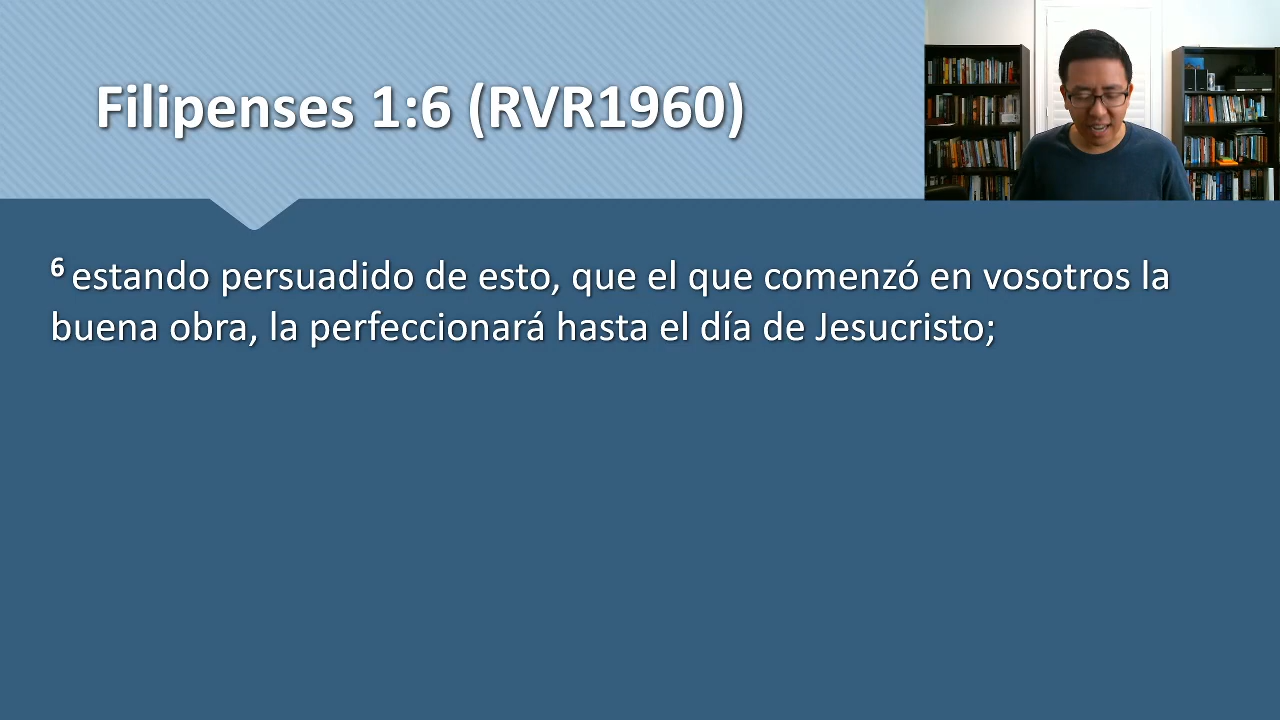 Filipenses 1:6 (RVR1960)
6 estando persuadido de esto, que el que comenzó en vosotros la
buena obra, la perfeccionará hasta el día de Jesucristo;